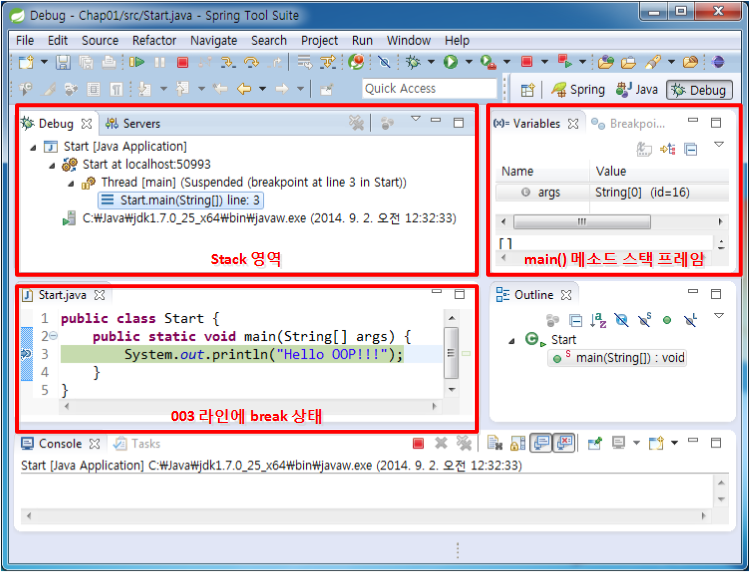 Debug - Chap01/src/Start.java - Spring Tool Suite
File Edit Source Refactor Navigate Search Project Run Window Help
Quick Access
Spring Java Debug
Debug Servers
Start [Java Application]
Start at localhost:50993
Thread [main] (Suspended (breakpoint at line 3 in Start))
Start.main(String[]) line: 3
C:₩Java₩jdk1.7.0_25_x64₩bin₩javaw.exe (2014. 9. 2. 오전 12:32:33)
Stack 영역
Variables Breakpoi...
Name Value
args String[0] (id=16)
[]
main() 메소드 스택 프레암
Start.java
1 public class Start {
2 public static void main(String[] args) {
3 System.out.println("Hello OOP!!!");
4 }
5 }
003 라인에 break 상태
Outline
Start
main(String[]) : void
Console Tasks
Start [Java Application] C:₩Java₩jdk1.7.0_25_x64₩bin₩javaw.exe (2014. 9. 2. 오전 12:32:33)